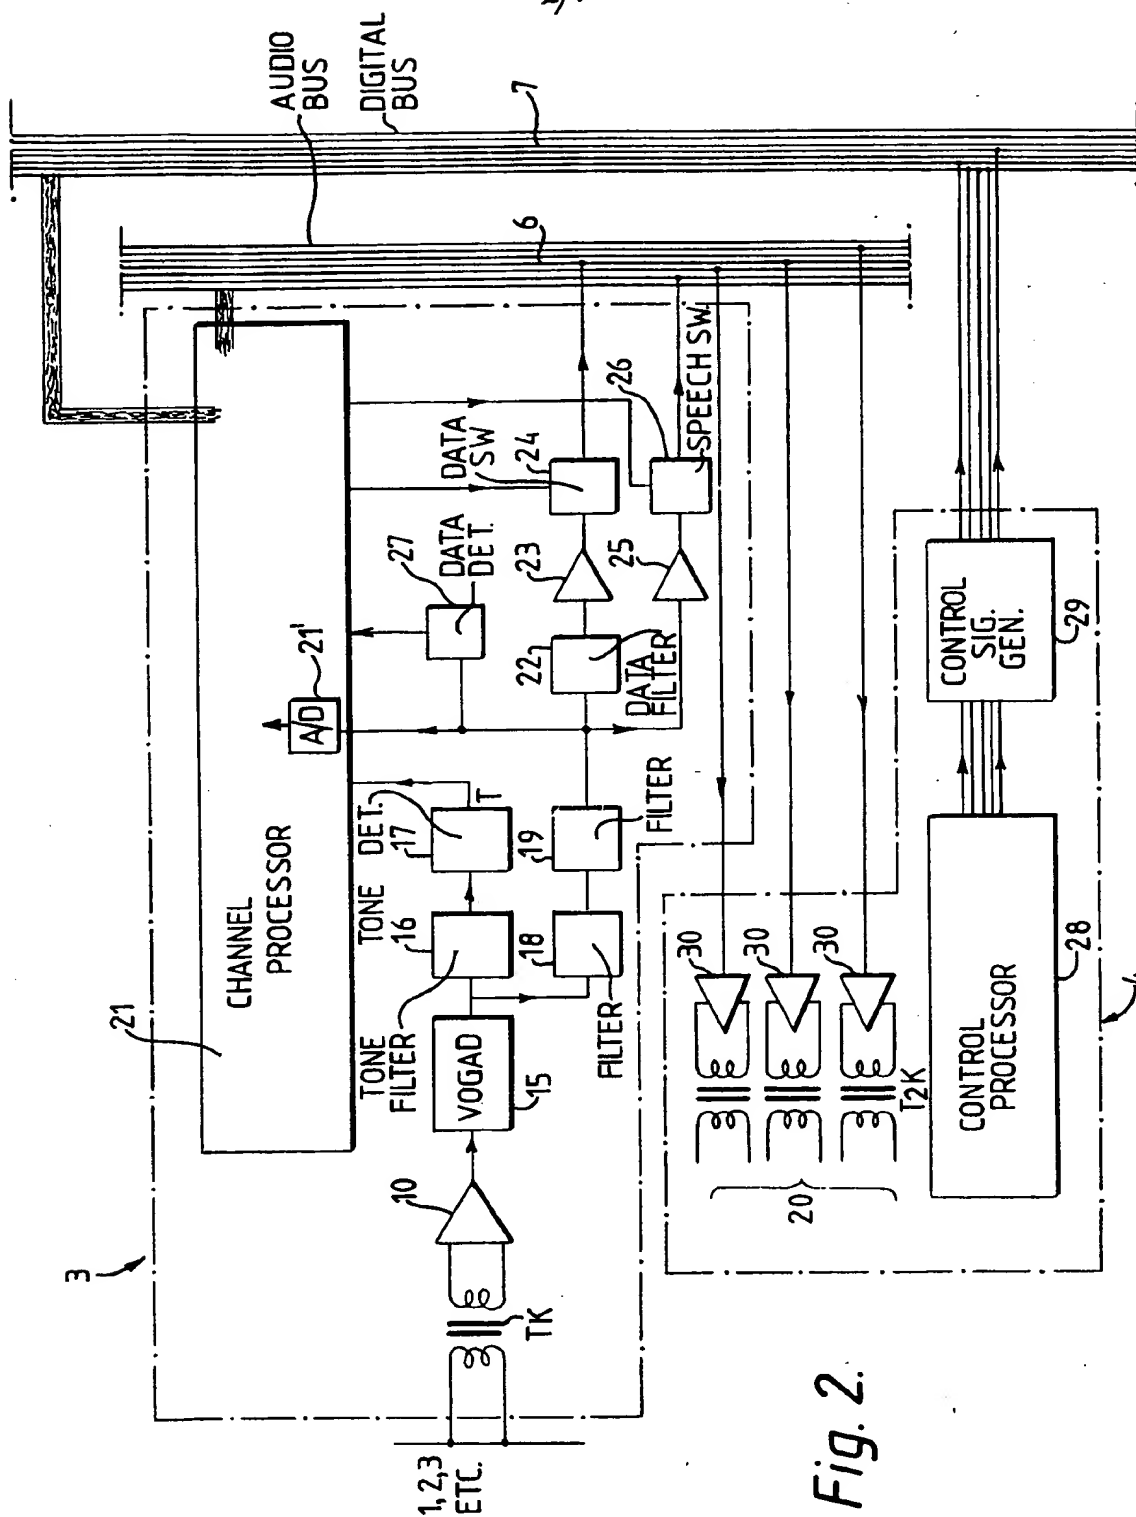 AUDIO
BUS
DIGITAL
BUS
7
6
3
21
CHANNEL
PROCESSOR
A/D
21'
27
DATA
DET.
DATA
SW
24
26
SPEECH SW.
23
25
22
DATA
FILTER
TONE DET.
17
T
16
TONE
FILTER
18
19
FILTER
FILTER
VOGAD
15
10
TK
1,2,3
ETC.
30
30
30
20
T2K
CONTROL
PROCESSOR
28
CONTROL
SIG.
GEN.
29
Fig. 2.